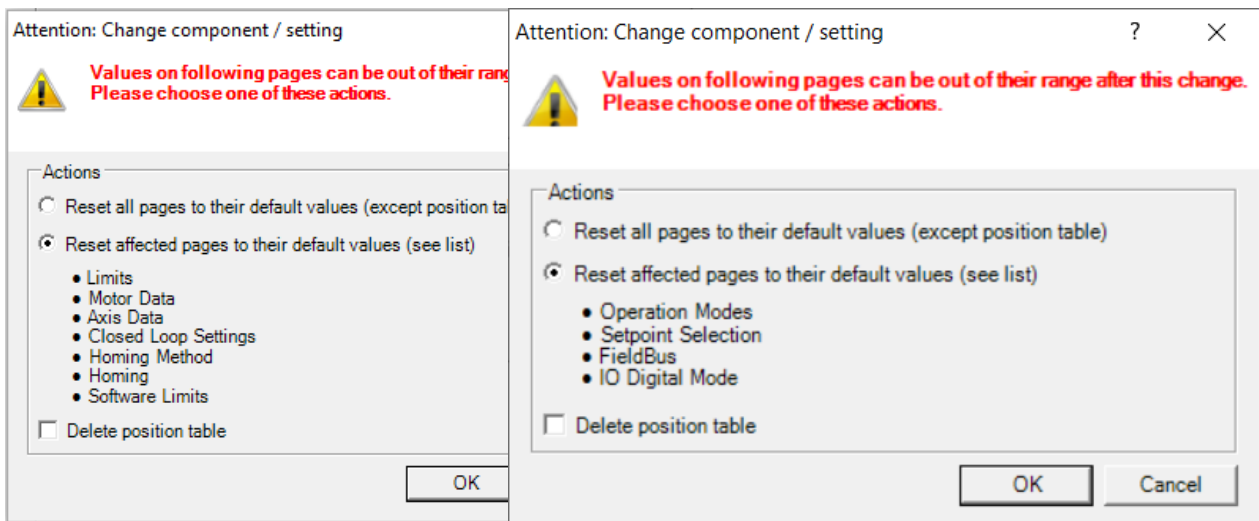 Attention: Change component / setting
Values on following pages can be out of their rang
Please choose one of these actions.
Actions
Reset all pages to their default values (except position ta
Reset affected pages to their default values (see list)
• Limits
• Motor Data
• Axis Data
• Closed Loop Settings
• Homing Method
• Homing
• Software Limits
Delete position table
OK
Attention: Change component / setting
?
Values on following pages can be out of their range after this change.
Please choose one of these actions.
Actions
Reset all pages to their default values (except position table)
Reset affected pages to their default values (see list)
• Operation Modes
• Setpoint Selection
• FieldBus
• IO Digital Mode
Delete position table
OK
Cancel